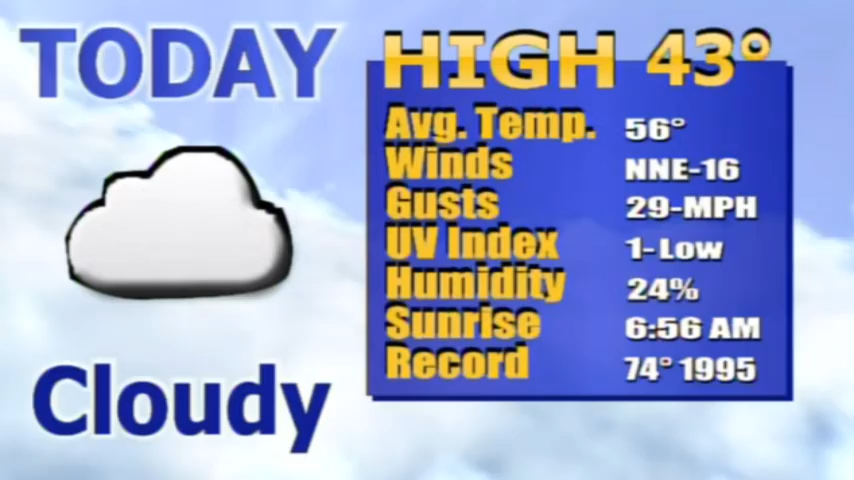 TODAY
HIGH 43°
Avg. Temp. 56°
Winds NNE-16
Gusts 29-MPH
UV Index 1-Low
Humidity 24%
Sunrise 6:56 AM
Record 74° 1995
Cloudy